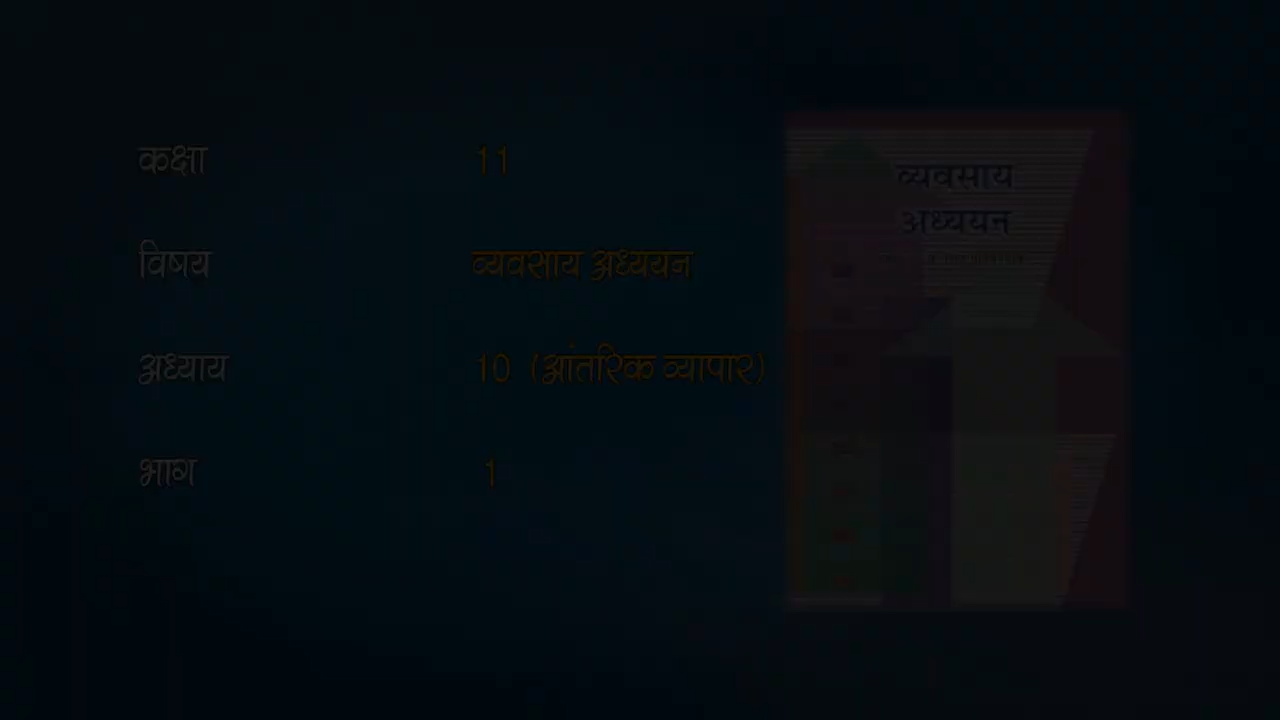 कक्षा 11
विषय व्यवसाय अध्ययन
अध्याय 10 (आंतरिक व्यापार)
भाग 1
व्यवसाय
अध्ययन